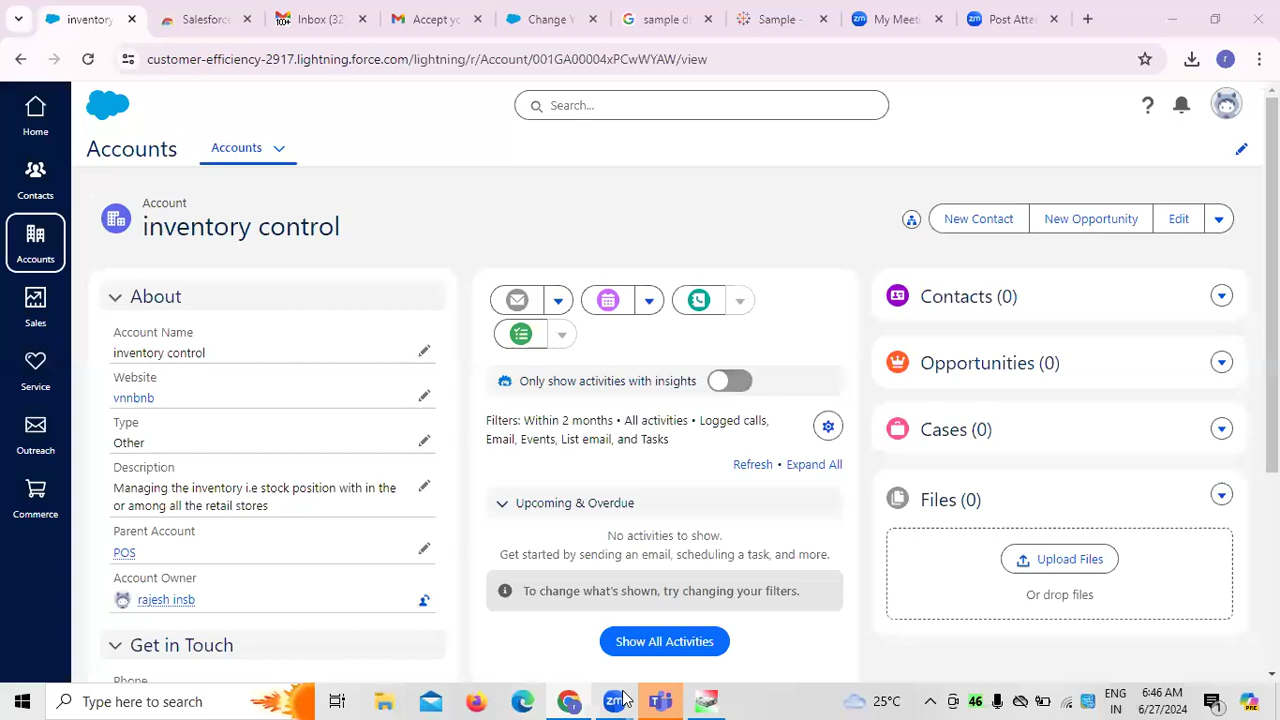 inventory
Salesforce
Inbox (32
Accept yo
Change Y
sample d
Sample -
My Meeti
Post Atte
customer-efficiency-2917.lightning.force.com/lightning/r/Account/001GA00004xPCwWYAW/view
Home
Contacts
Accounts
Sales
Service
Outreach
Commerce
Search...
Accounts
Accounts
Account
inventory control
New Contact
New Opportunity
Edit
About
Account Name
inventory control
Website
vnnbnb
Type
Other
Description
Managing the inventory i.e stock position with in the
or among all the retail stores
Parent Account
POS
Account Owner
rajesh insb
Get in Touch
Phone
Only show activities with insights
Filters: Within 2 months • All activities • Logged calls,
Email, Events, List email, and Tasks
Refresh • Expand All
Upcoming & Overdue
No activities to show.
Get started by sending an email, scheduling a task, and more.
To change what's shown, try changing your filters.
Show All Activities
Contacts (0)
Opportunities (0)
Cases (0)
Files (0)
Upload Files
Or drop files
Type here to search
25°C
46
ENG
IN
6:46 AM
6/27/2024